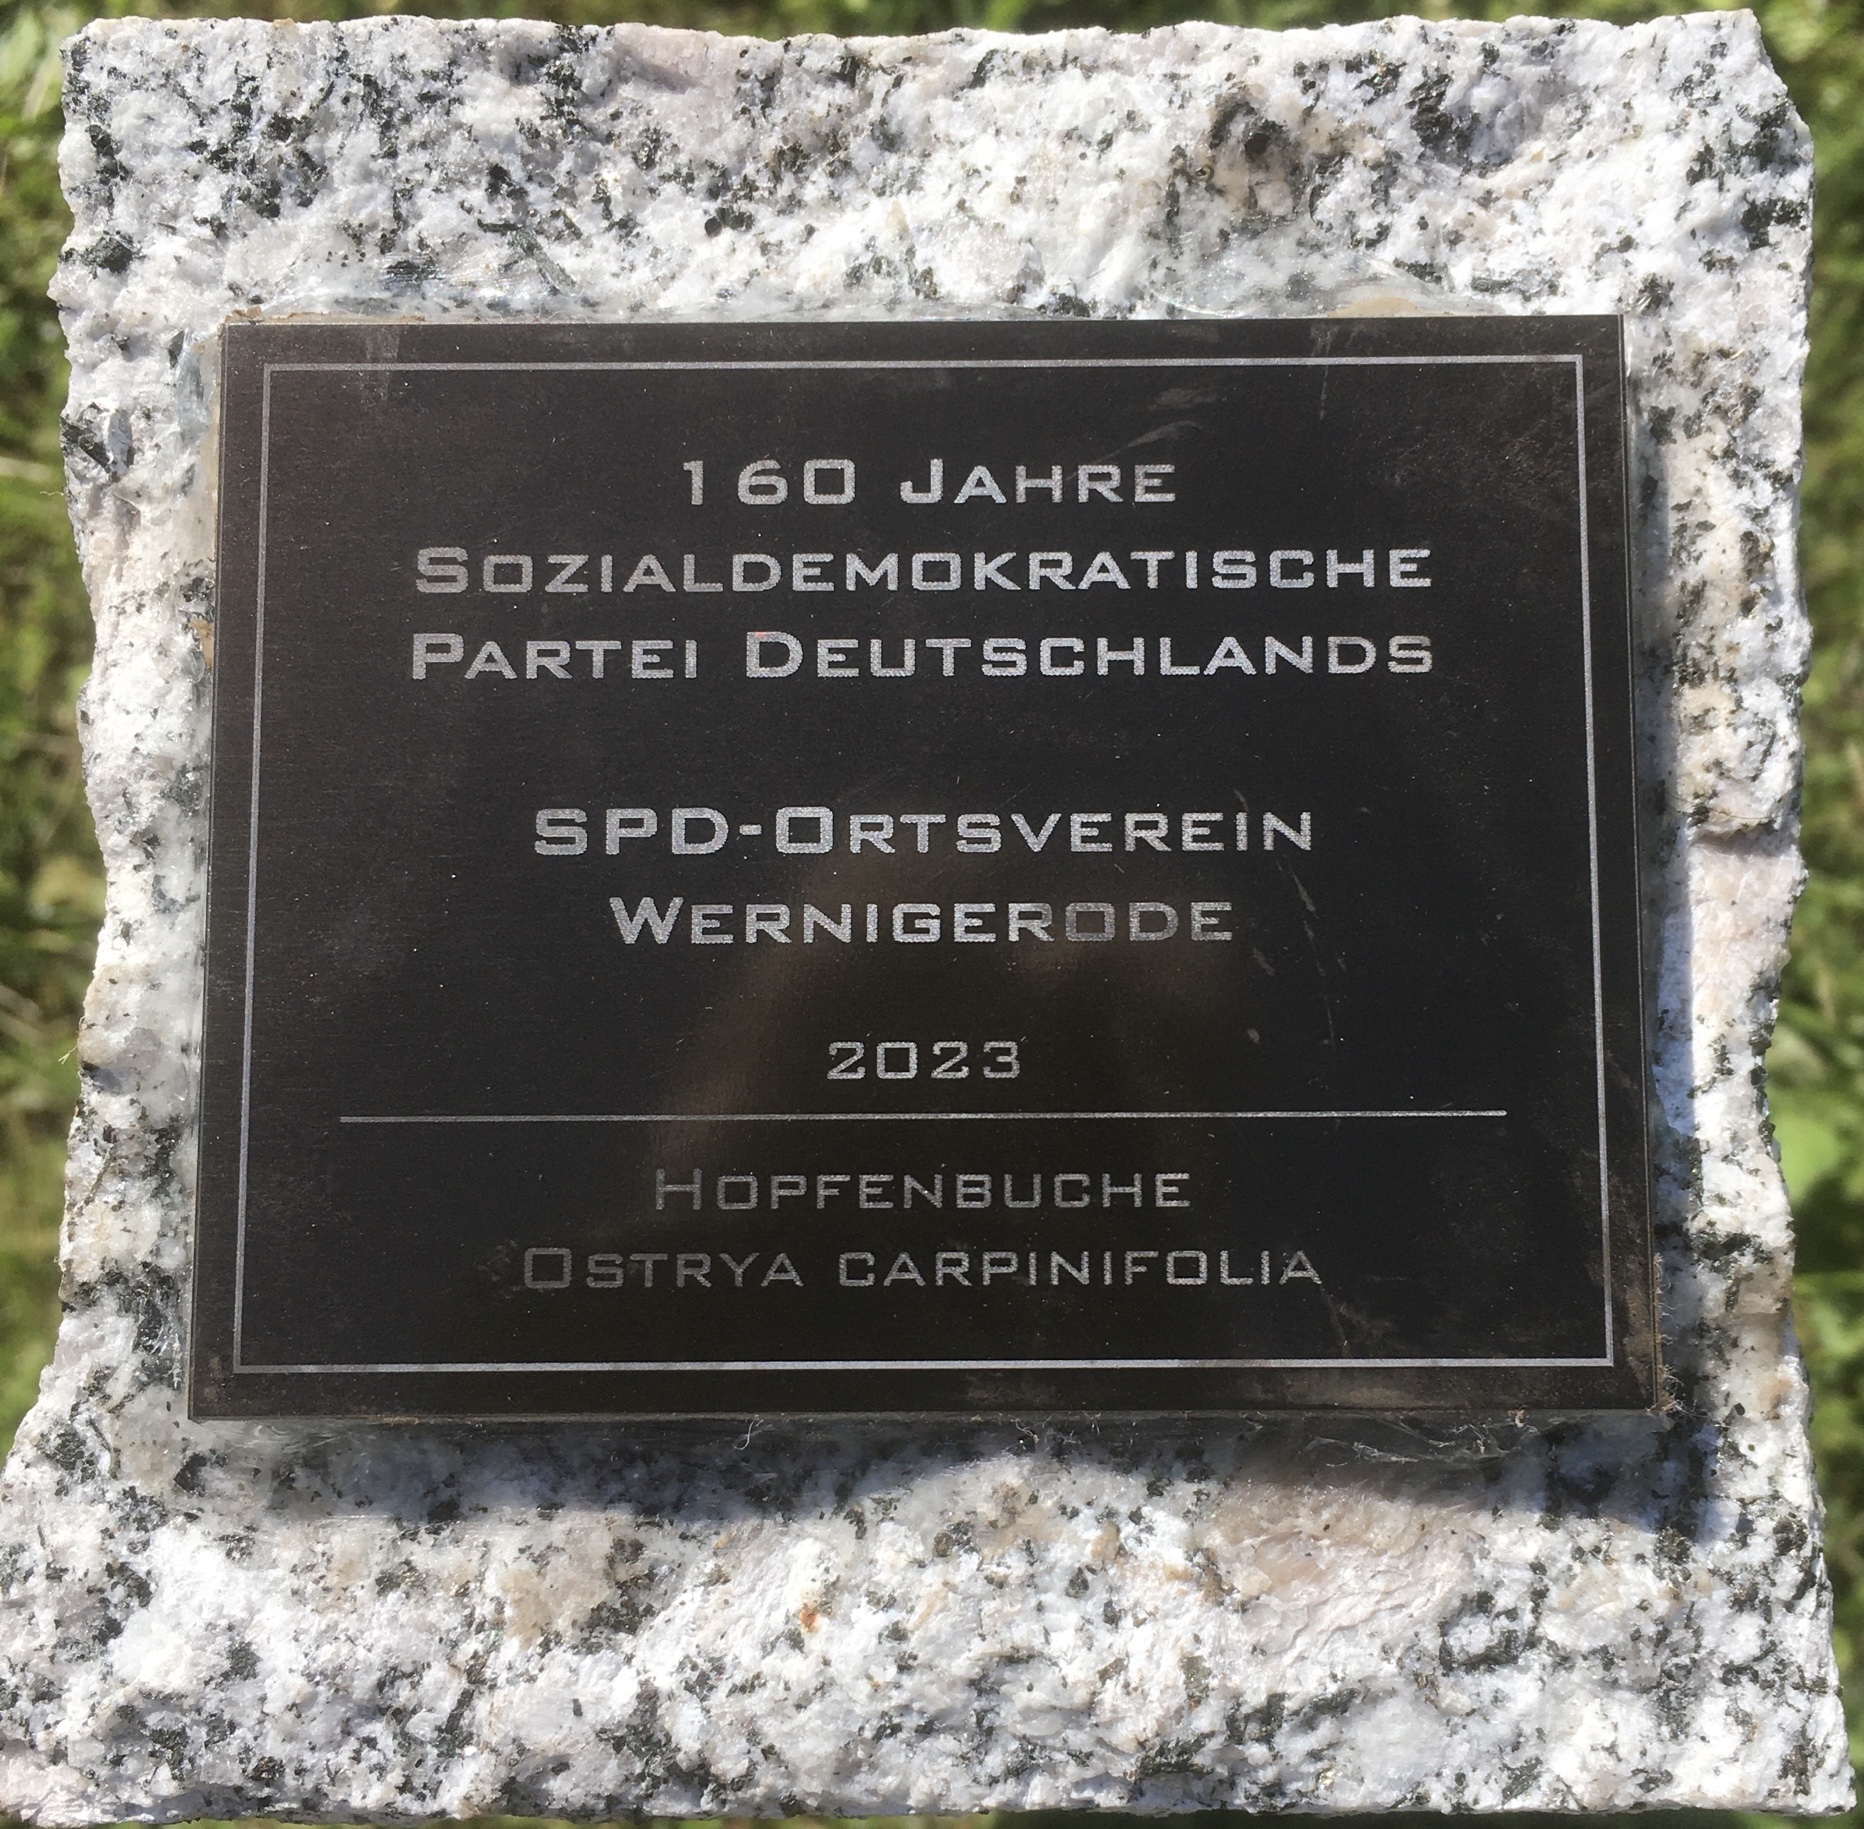 160 Jahre
Sozialdemokratische
Partei Deutschlands
SPD-Ortsverein
Wernigerode
2023
Hopfenbuche
Ostrya carpinifolia